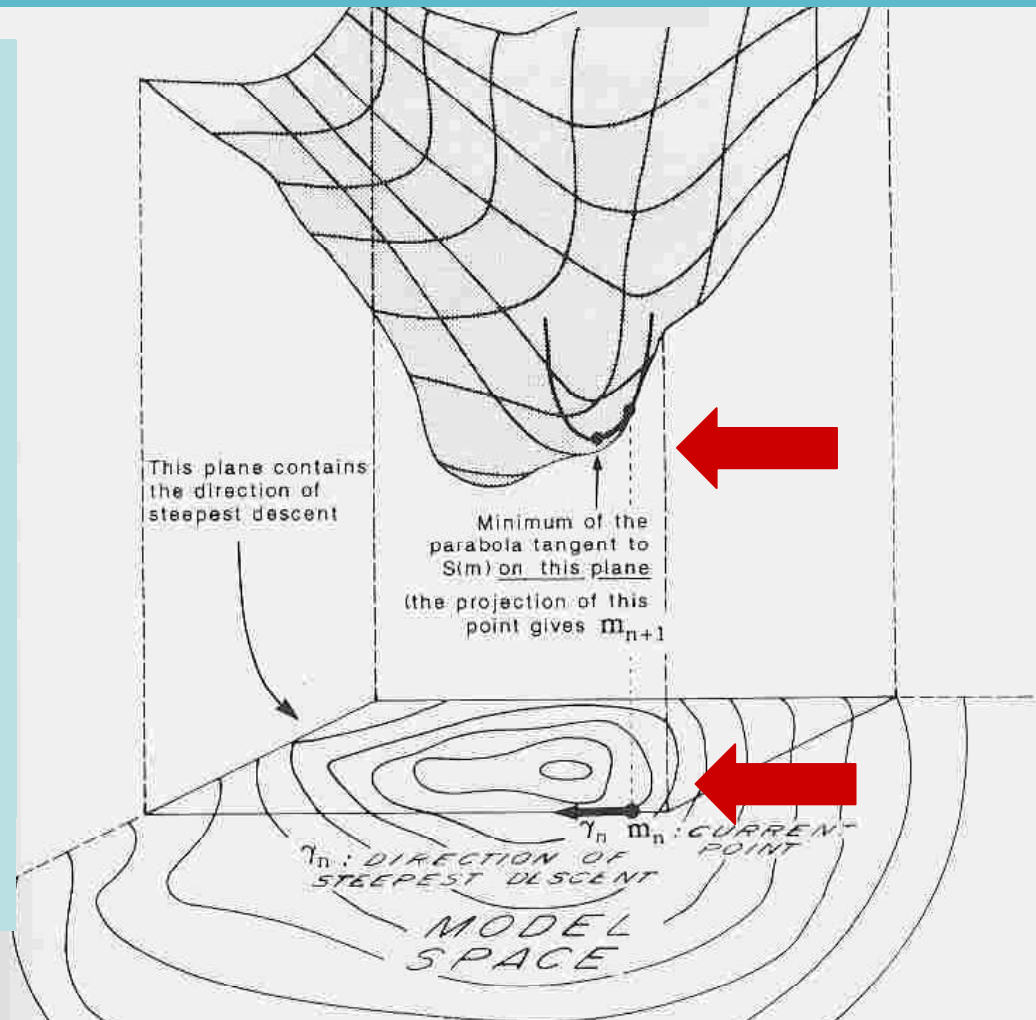 This plane contains
the direction of
steepest descent
Minimum of the
parabola tangent to
S(m) on this plane
(the projection of this
point gives m_{n+1}
γ_n m_n : CURRENT
POINT
γ_n : DIRECTION OF
STEEPEST DESCENT
MODEL
SPACE